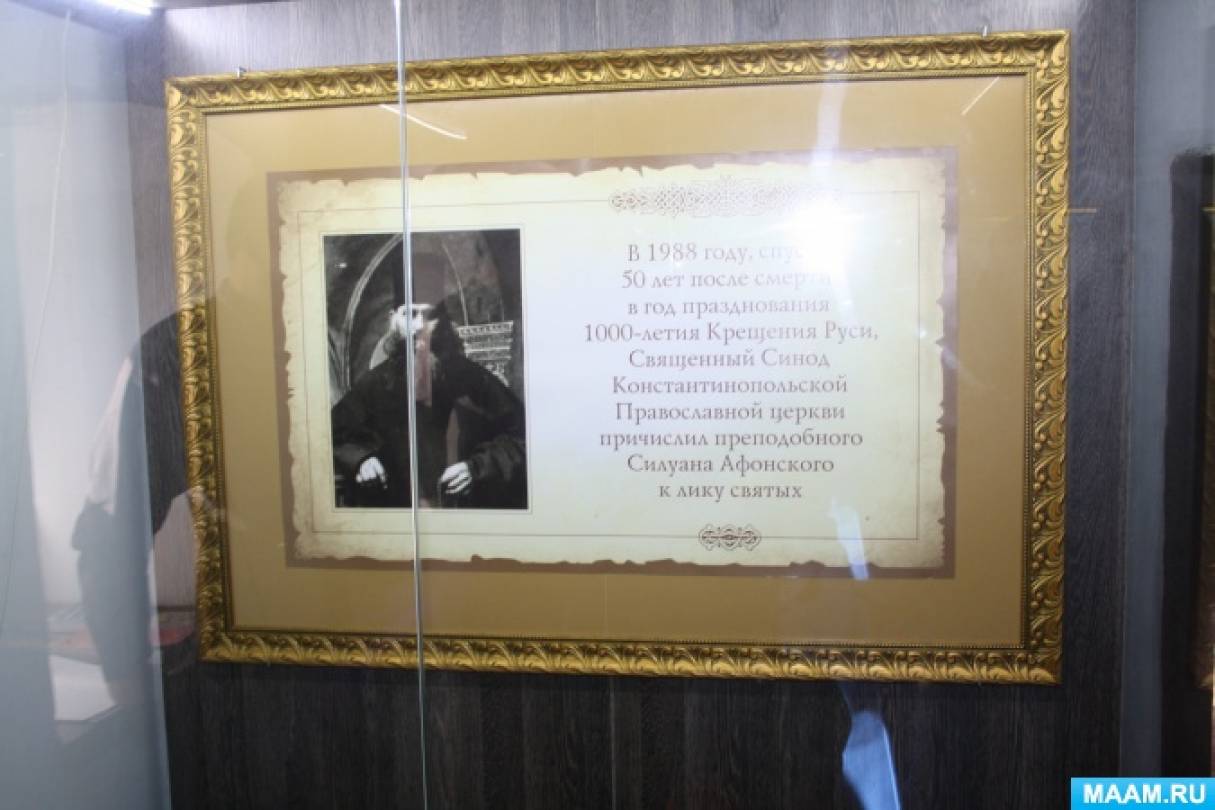 В 1988 году,
50 лет после смерти
в год празднования
1000-летия Крещения Руси,
Священный Синод
Константинопольской
Православной церкви
причислил преподобного
Силуана Афонского
к лику святых
MAAM.RU